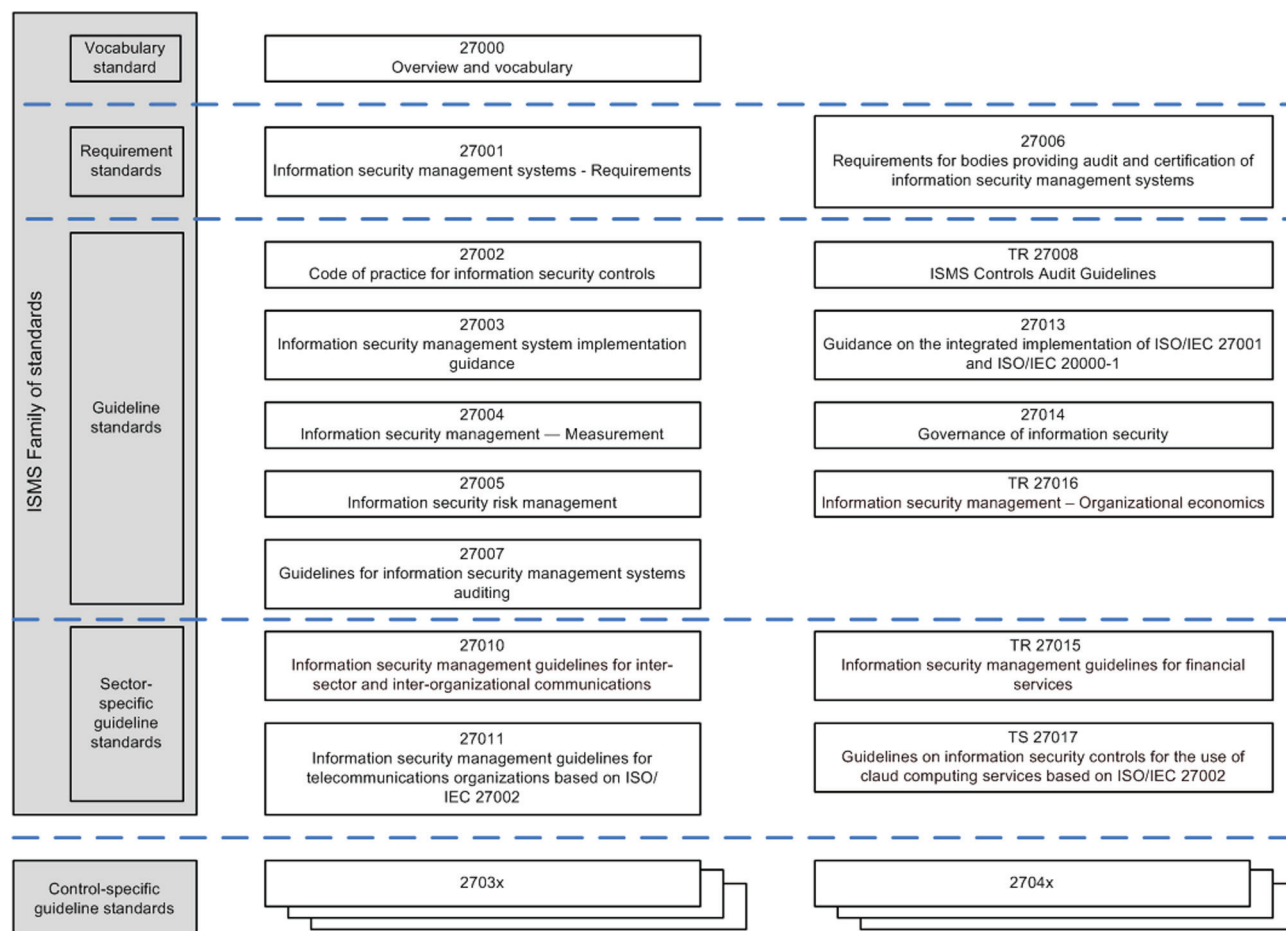 ISMS Family of standards
Vocabulary
standard
27000
Overview and vocabulary
Requirement
standards
27001
Information security management systems - Requirements
27006
Requirements for bodies providing audit and certification of
information security management systems
Guideline
standards
27002
Code of practice for information security controls
TR 27008
ISMS Controls Audit Guidelines
27003
Information security management system implementation
guidance
27013
Guidance on the integrated implementation of ISO/IEC 27001
and ISO/IEC 20000-1
27004
Information security management — Measurement
27014
Governance of information security
27005
Information security risk management
TR 27016
Information security management – Organizational economics
27007
Guidelines for information security management systems
auditing
Sector-
specific
guideline
standards
27010
Information security management guidelines for inter-
sector and inter-organizational communications
TR 27015
Information security management guidelines for financial
services
27011
Information security management guidelines for
telecommunications organizations based on ISO/
IEC 27002
TS 27017
Guidelines on information security controls for the use of
claud computing services based on ISO/IEC 27002
Control-specific
guideline standards
2703x
2704x